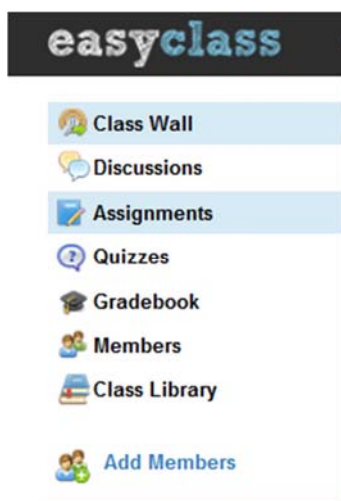 easyclass
Class Wall
Discussions
Assignments
Quizzes
Gradebook
Members
Class Library
Add Members